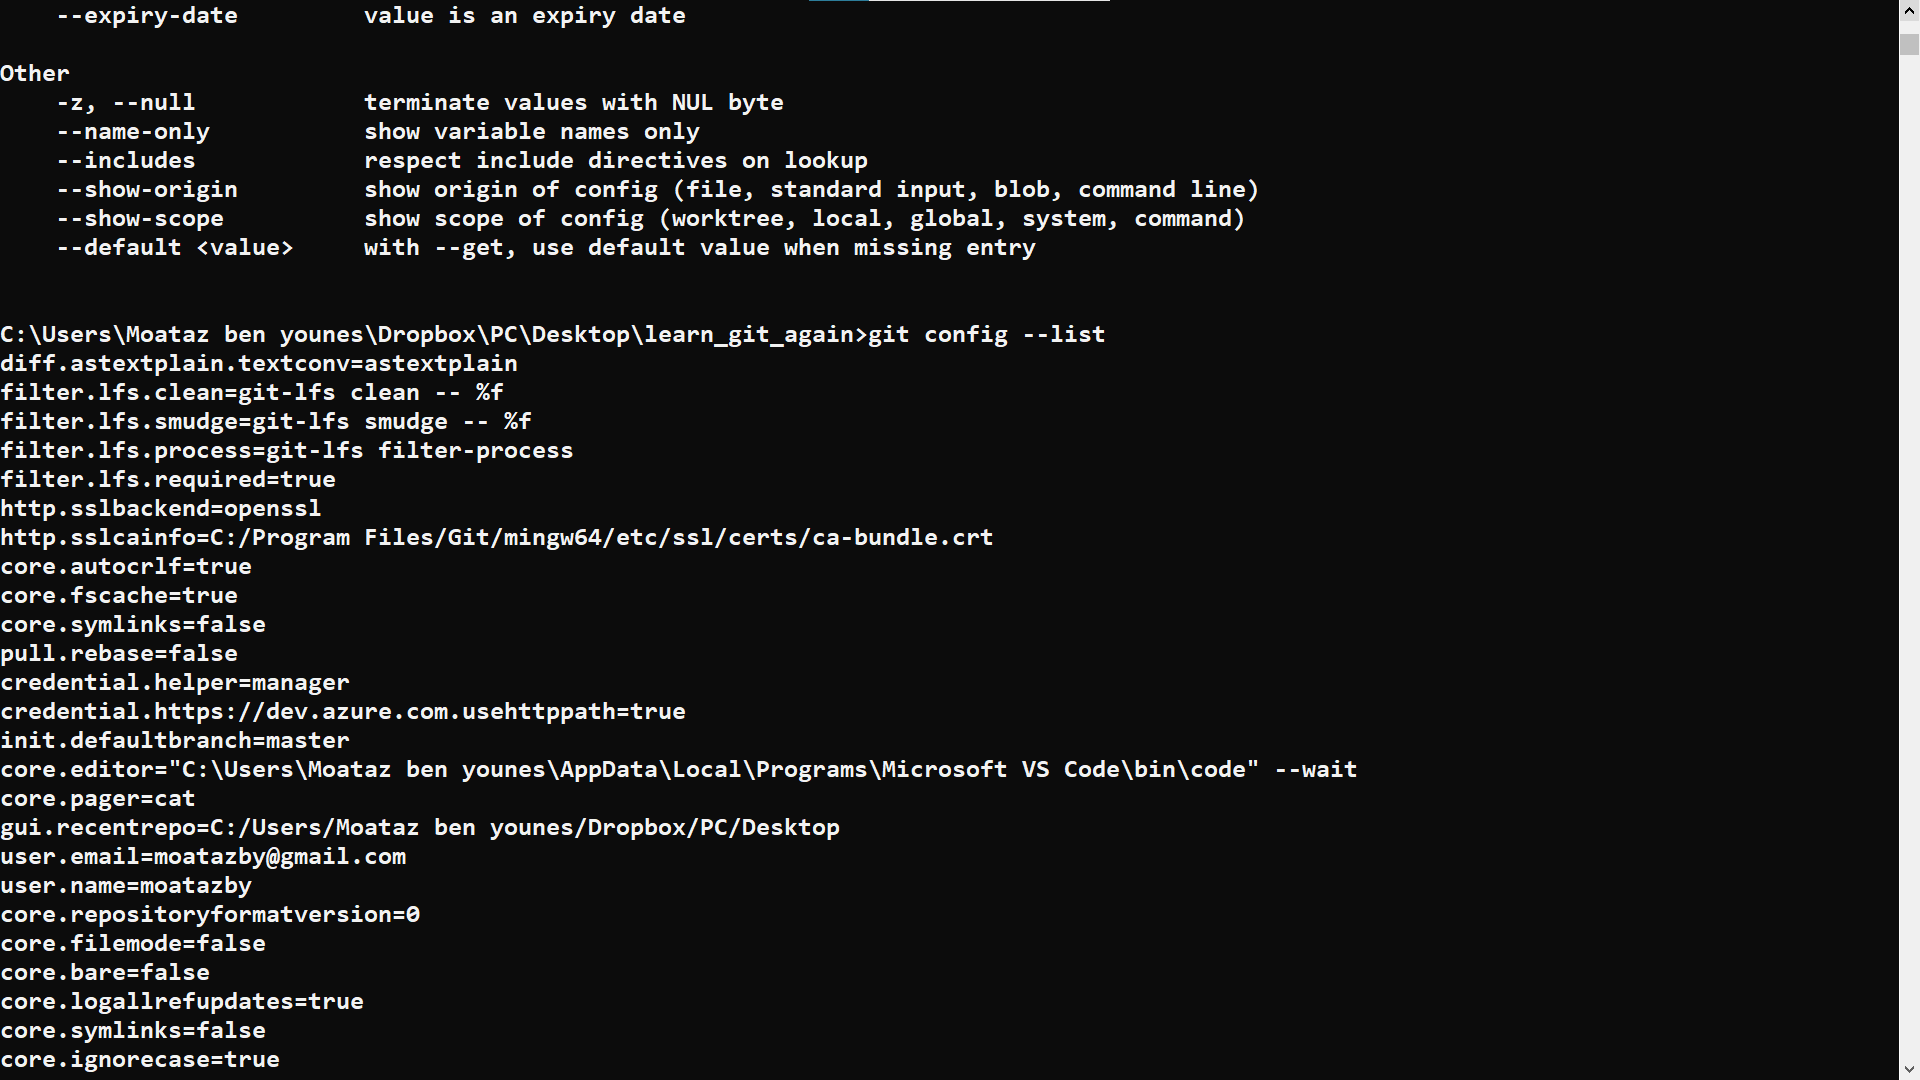 --expiry-date         value is an expiry date
Other
-z, --null            terminate values with NUL byte
--name-only           show variable names only
--includes            respect include directives on lookup
--show-origin         show origin of config (file, standard input, blob, command line)
--show-scope          show scope of config (worktree, local, global, system, command)
--default <value>     with --get, use default value when missing entry
C:\Users\Moataz ben younes\Dropbox\PC\Desktop\learn_git_again>git config --list
diff.astextplain.textconv=astextplain
filter.lfs.clean=git-lfs clean -- %f
filter.lfs.smudge=git-lfs smudge -- %f
filter.lfs.process=git-lfs filter-process
filter.lfs.required=true
http.sslbackend=openssl
http.sslcainfo=C:/Program Files/Git/mingw64/etc/ssl/certs/ca-bundle.crt
core.autocrlf=true
core.fscache=true
core.symlinks=false
pull.rebase=false
credential.helper=manager
credential.https://dev.azure.com.usehttppath=true
init.defaultbranch=master
core.editor="C:\Users\Moataz ben younes\AppData\Local\Programs\Microsoft VS Code\bin\code" --wait
core.pager=cat
gui.recentrepo=C:/Users/Moataz ben younes/Dropbox/PC/Desktop
user.email=moatazby@gmail.com
user.name=moatazby
core.repositoryformatversion=0
core.filemode=false
core.bare=false
core.logallrefupdates=true
core.symlinks=false
core.ignorecase=true